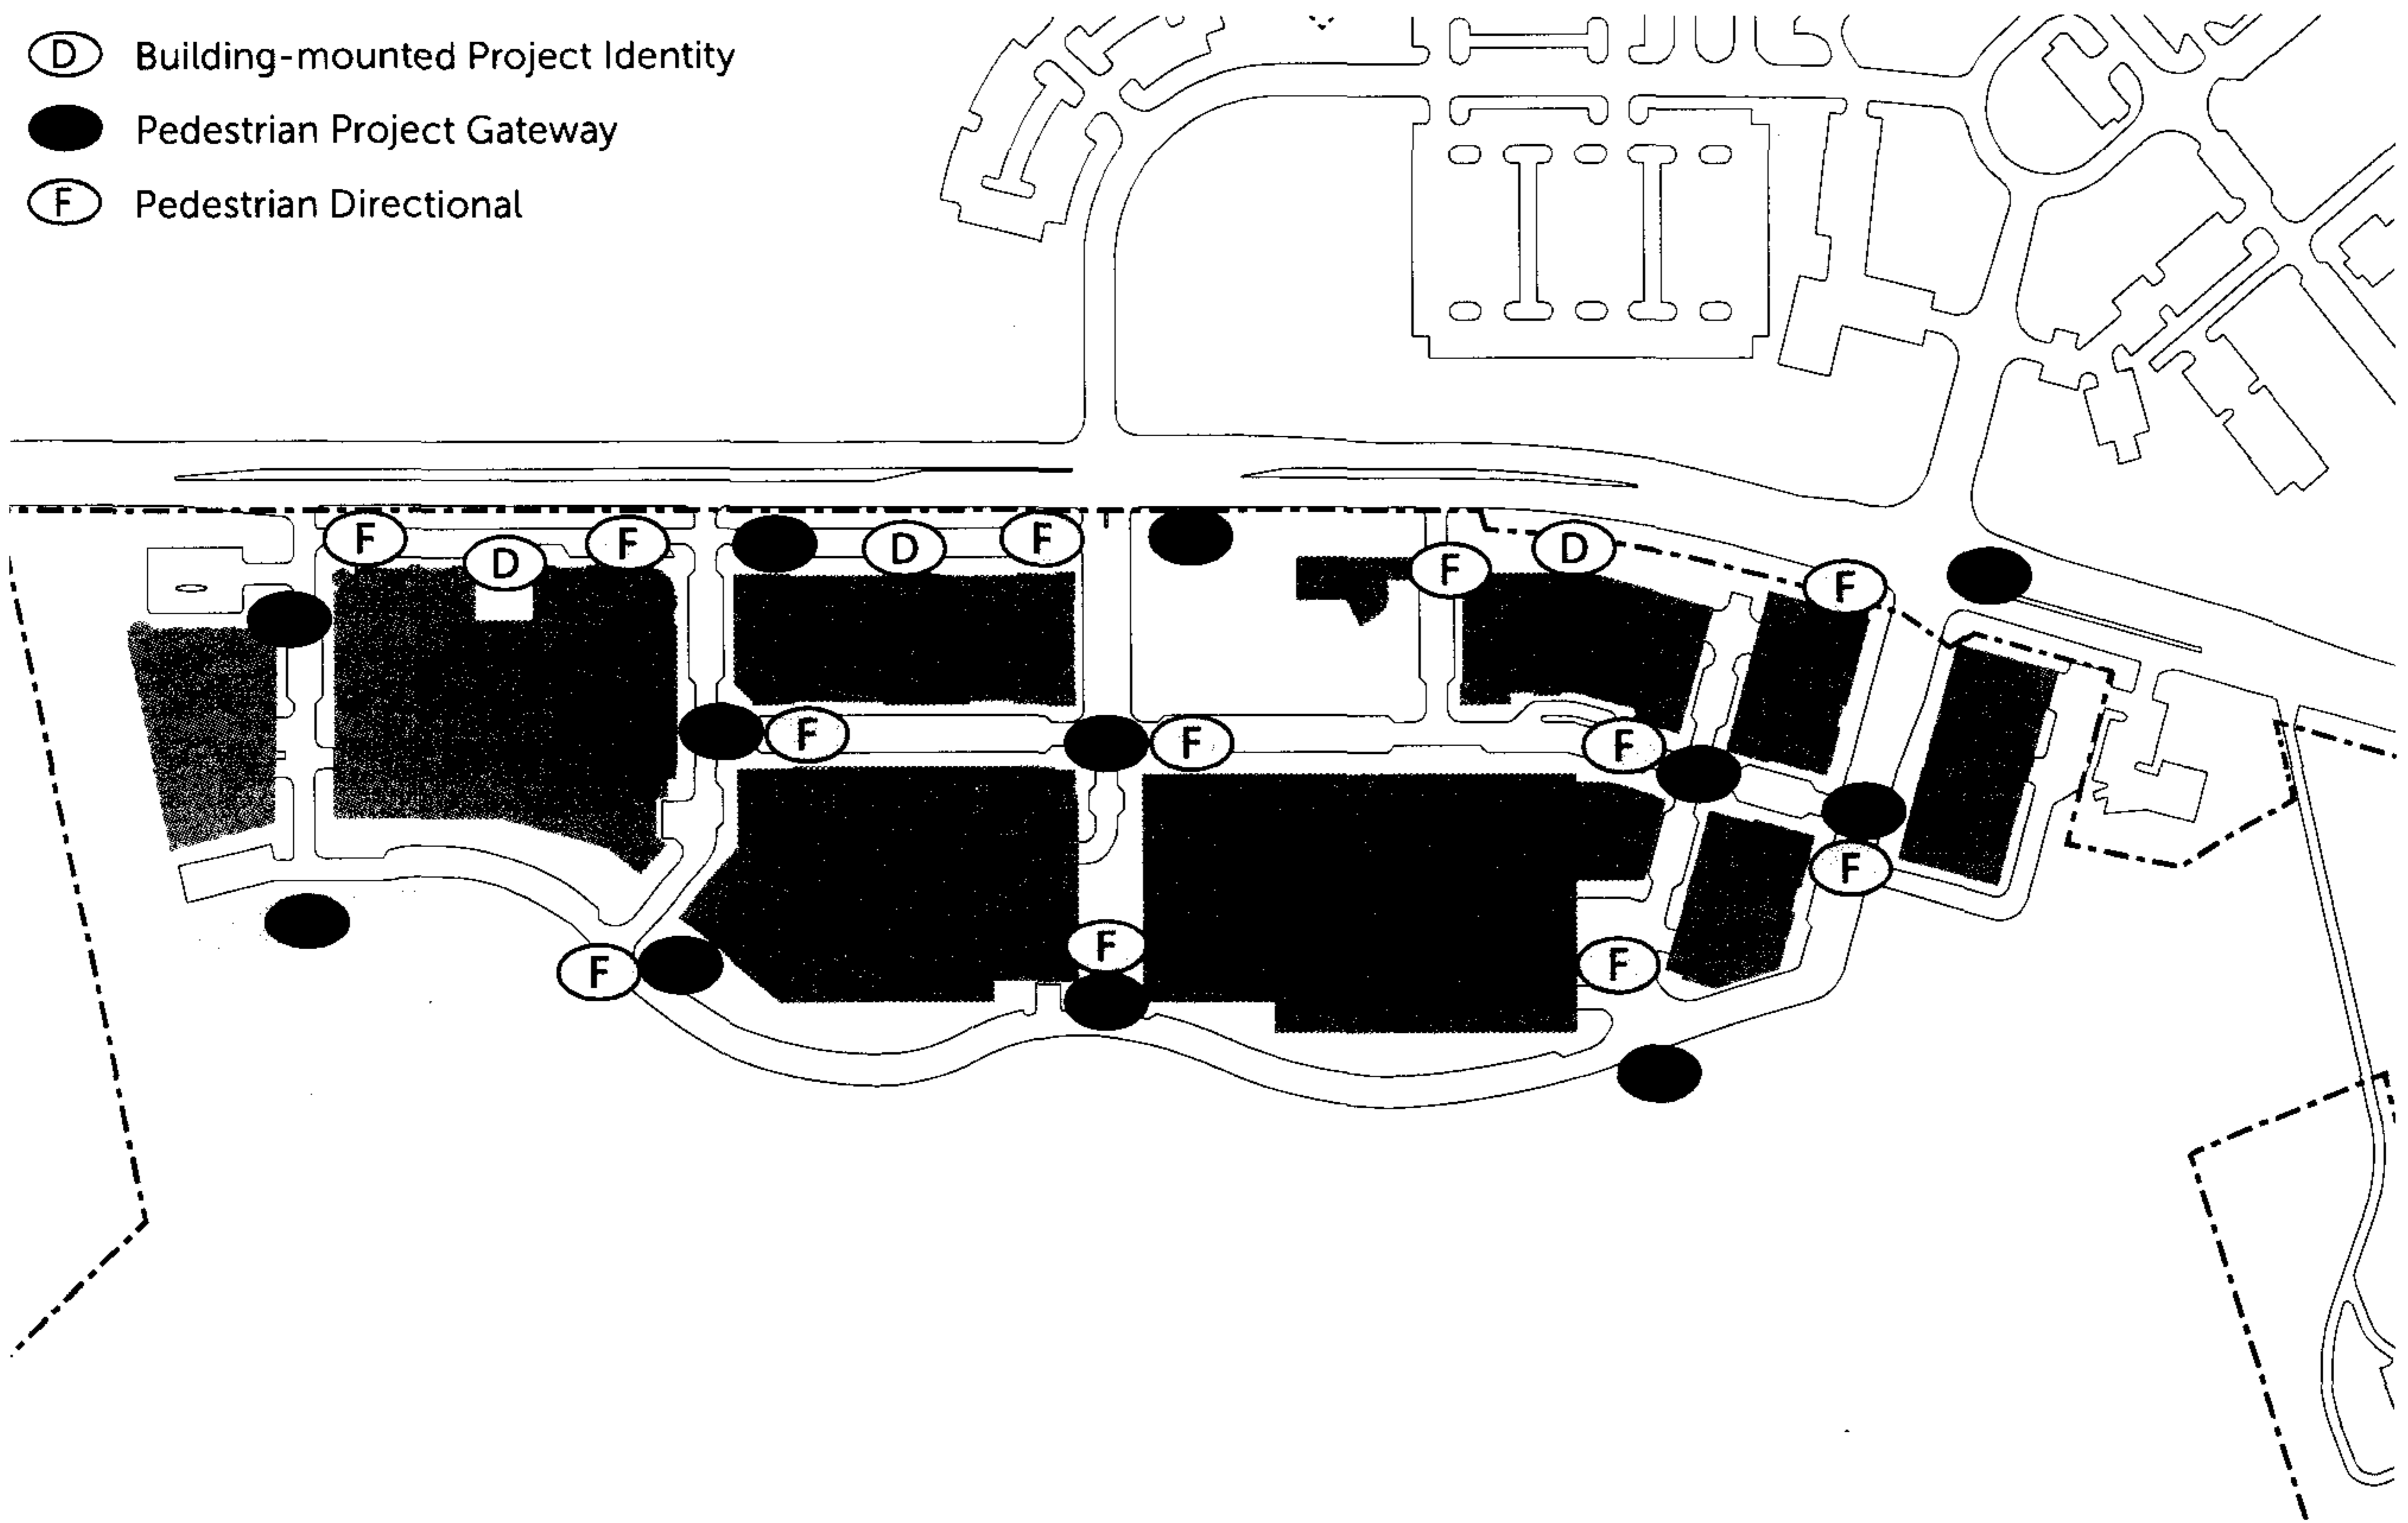 D Building-mounted Project Identity
Pedestrian Project Gateway
F Pedestrian Directional
F
F
D
D
F
F
D
F
F
F
F
F
F
F
F